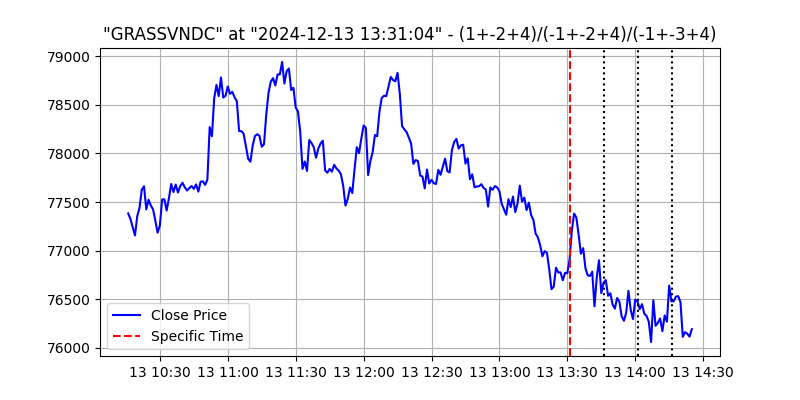 "GRASSVNDC" at "2024-12-13 13:31:04" - (1+-2+4)/(-1+-2+4)/(-1+-3+4)
79000
78500
78000
77500
77000
76500
76000
Close Price
Specific Time
13 10:30 13 11:00 13 11:30 13 12:00 13 12:30 13 13:00 13 13:30 13 14:00 13 14:30